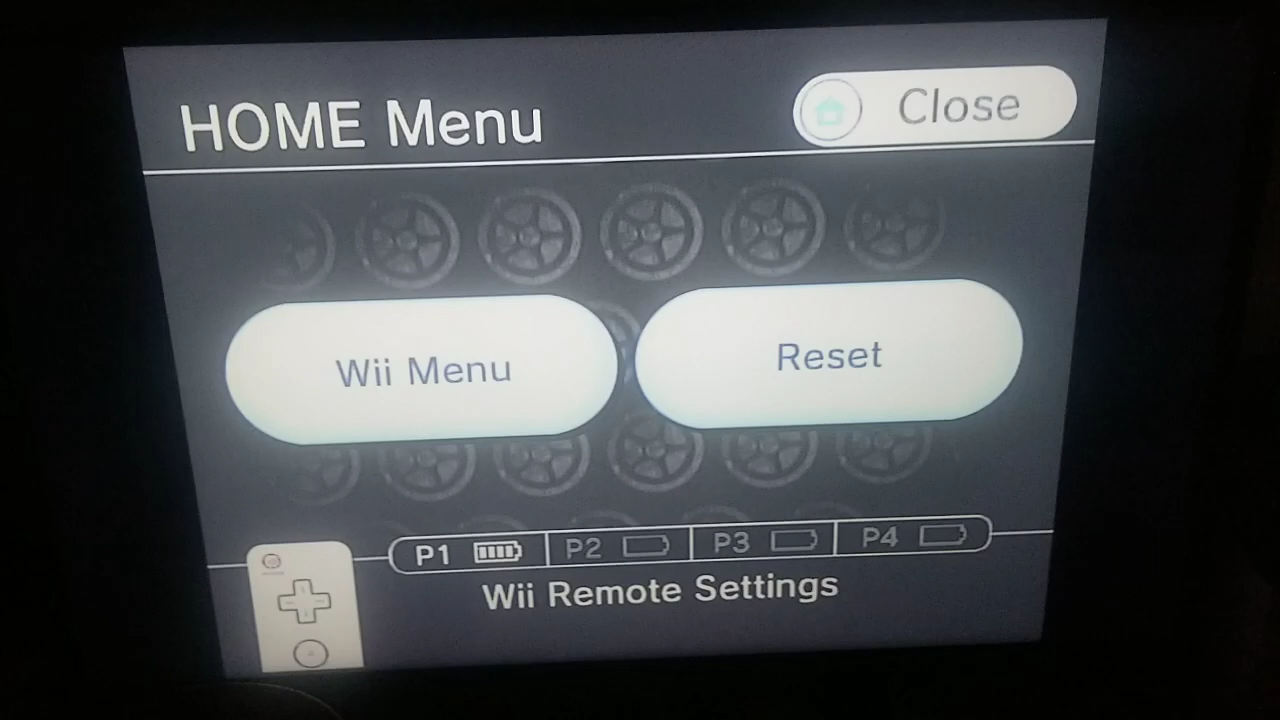 HOME Menu
Close
Wii Menu
Reset
P1 P2 P3 P4
Wii Remote Settings